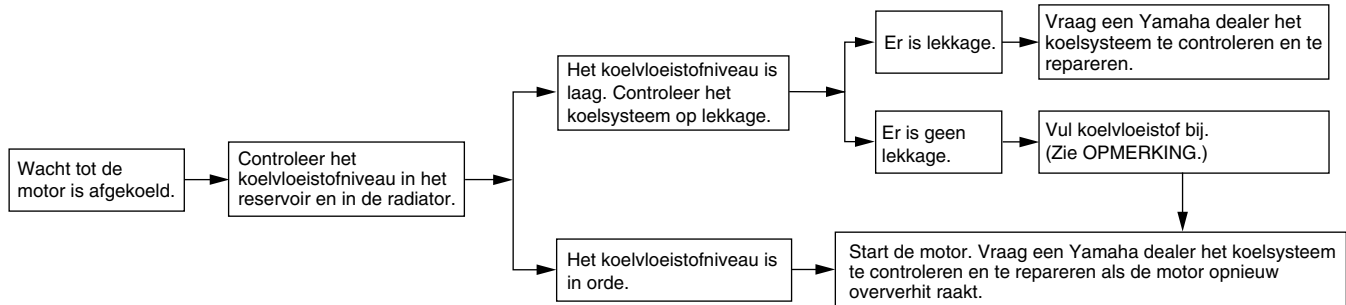 Wacht tot de
motor is afgekoeld.
Controleer het
koelvloeistofniveau in het
reservoir en in de radiator.
Het koelvloeistofniveau is
laag. Controleer het
koelsysteem op lekkage.
Er is lekkage.
Vraag een Yamaha dealer het
koelsysteem te controleren en te
repareren.
Er is geen
lekkage.
Vul koelvloeistof bij.
(Zie OPMERKING.)
Het koelvloeistofniveau is
in orde.
Start de motor. Vraag een Yamaha dealer het koelsysteem
te controleren en te repareren als de motor opnieuw
oververhit raakt.